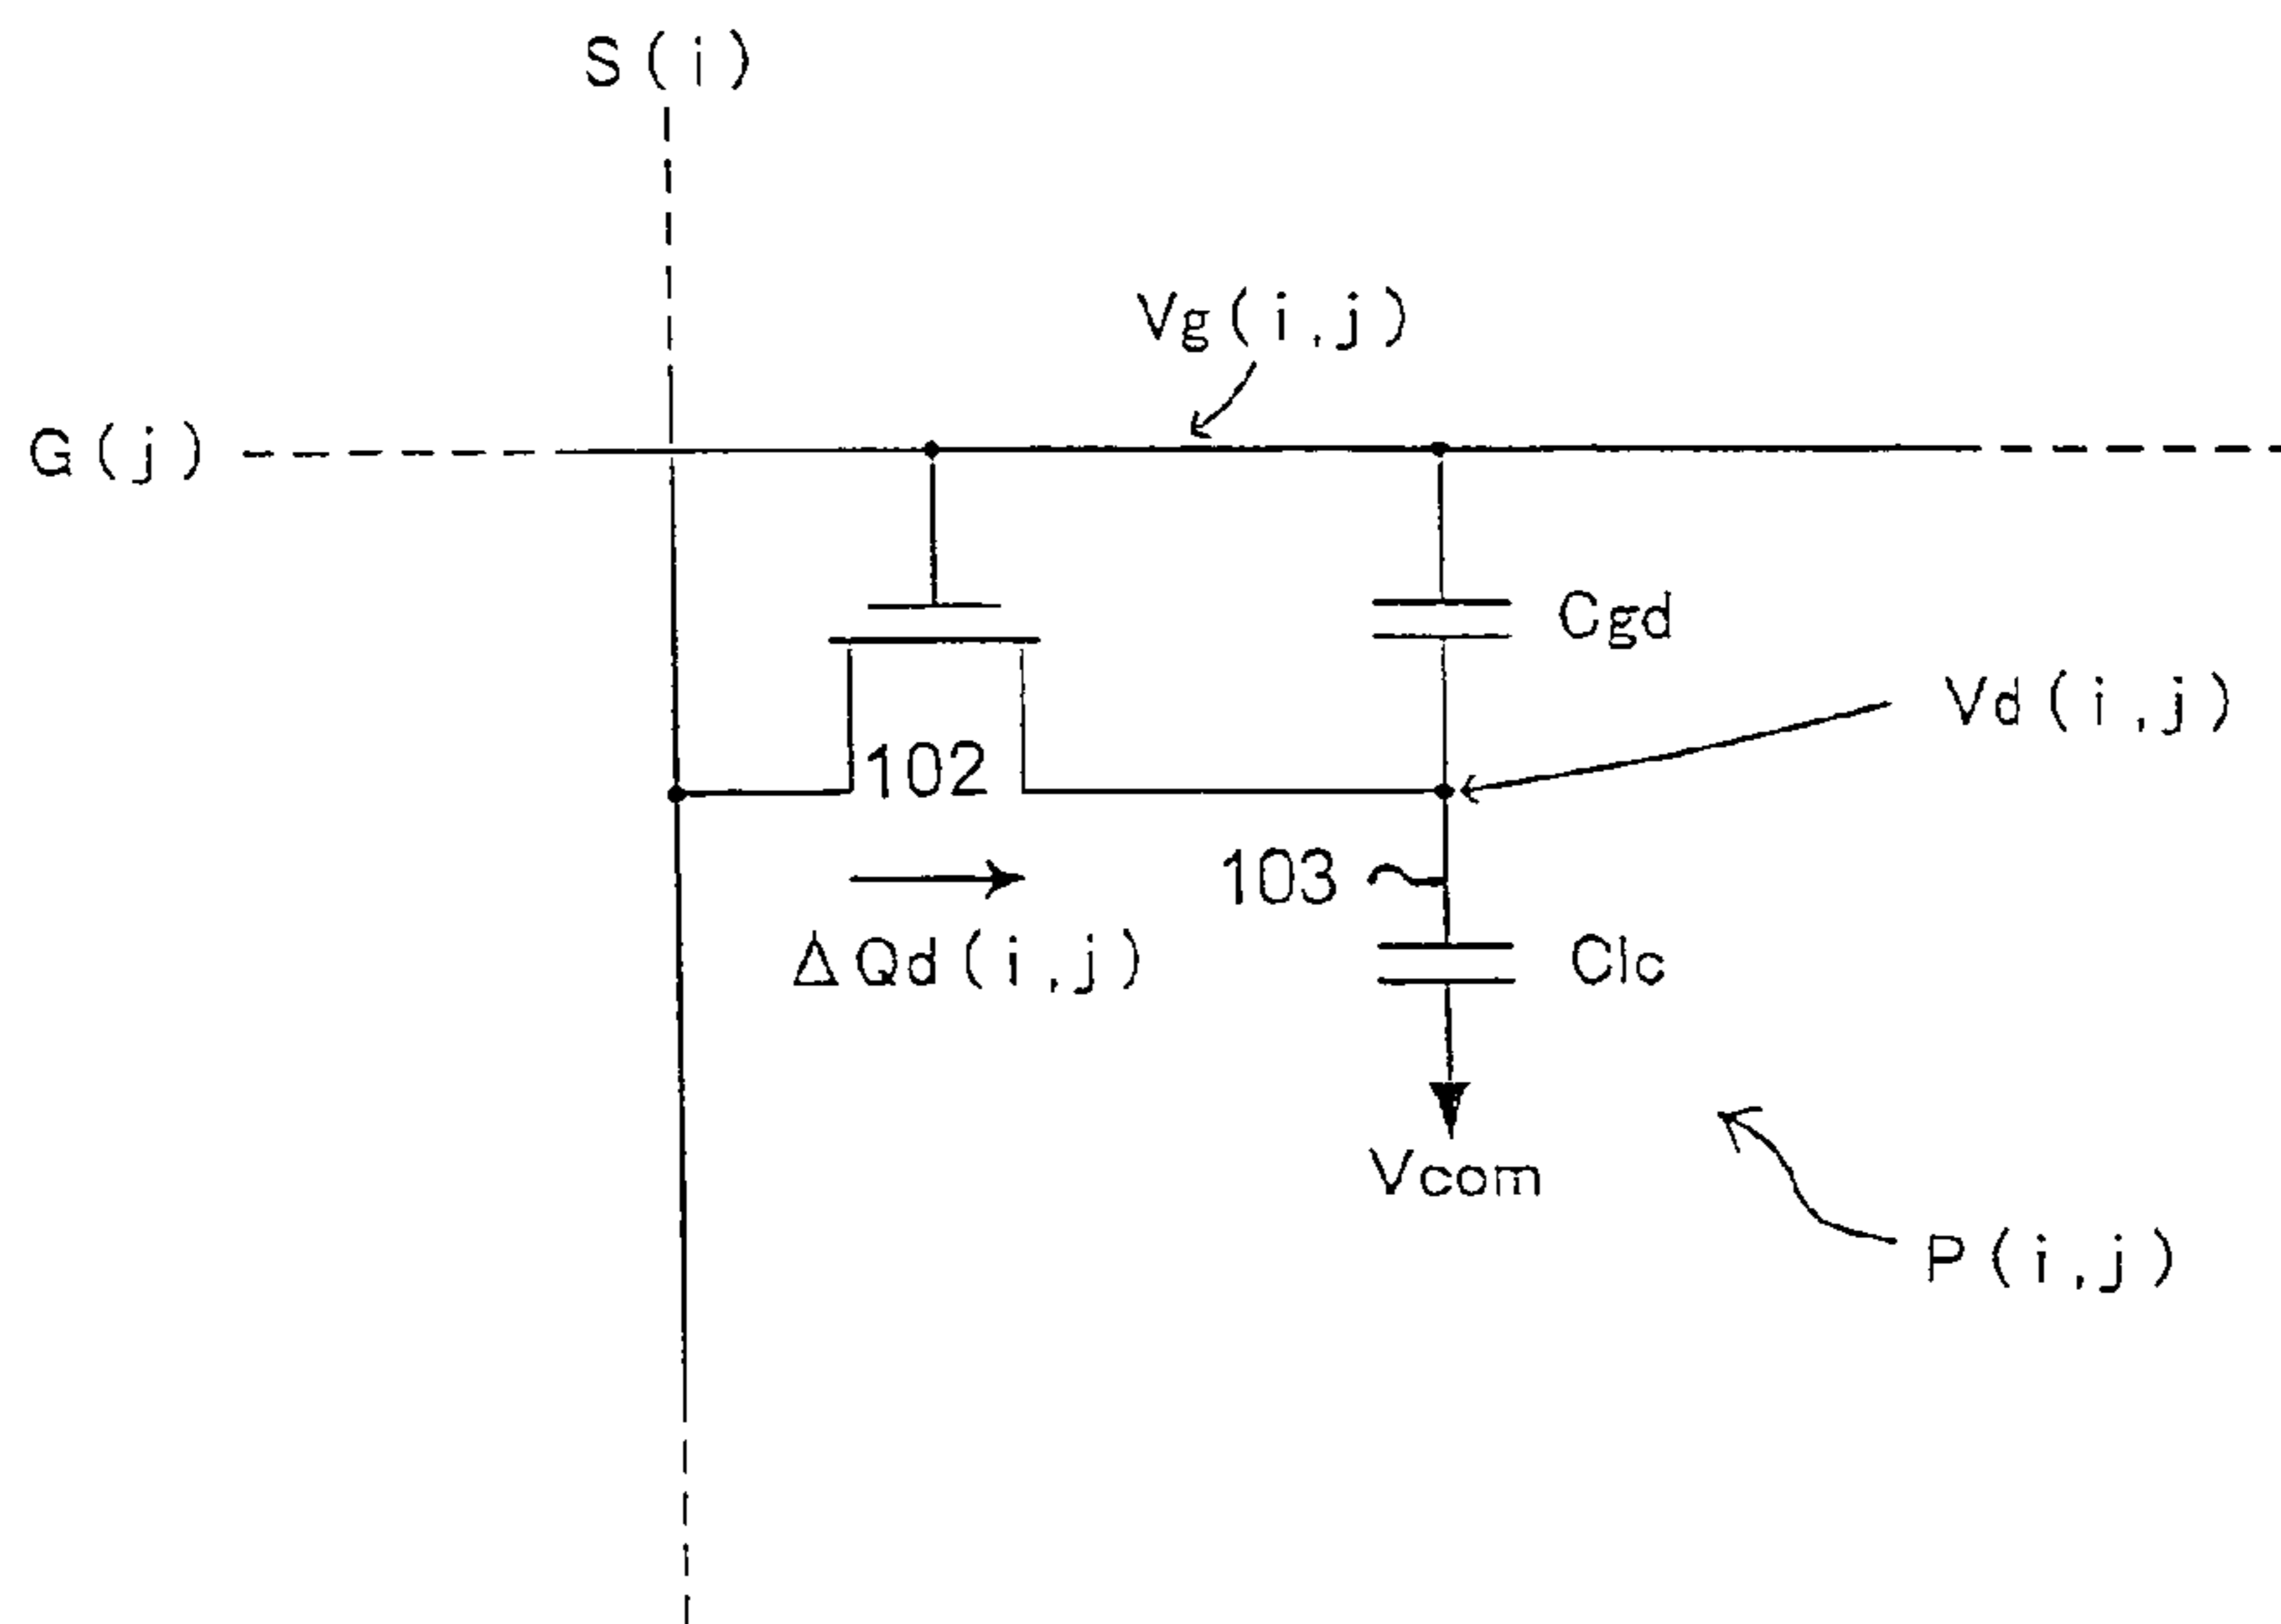 S(i)
Vg(i,j)
G(j)
Cgd
Vd(i,j)
102
103
ΔQd(i,j)
Clc
Vcom
P(i,j)